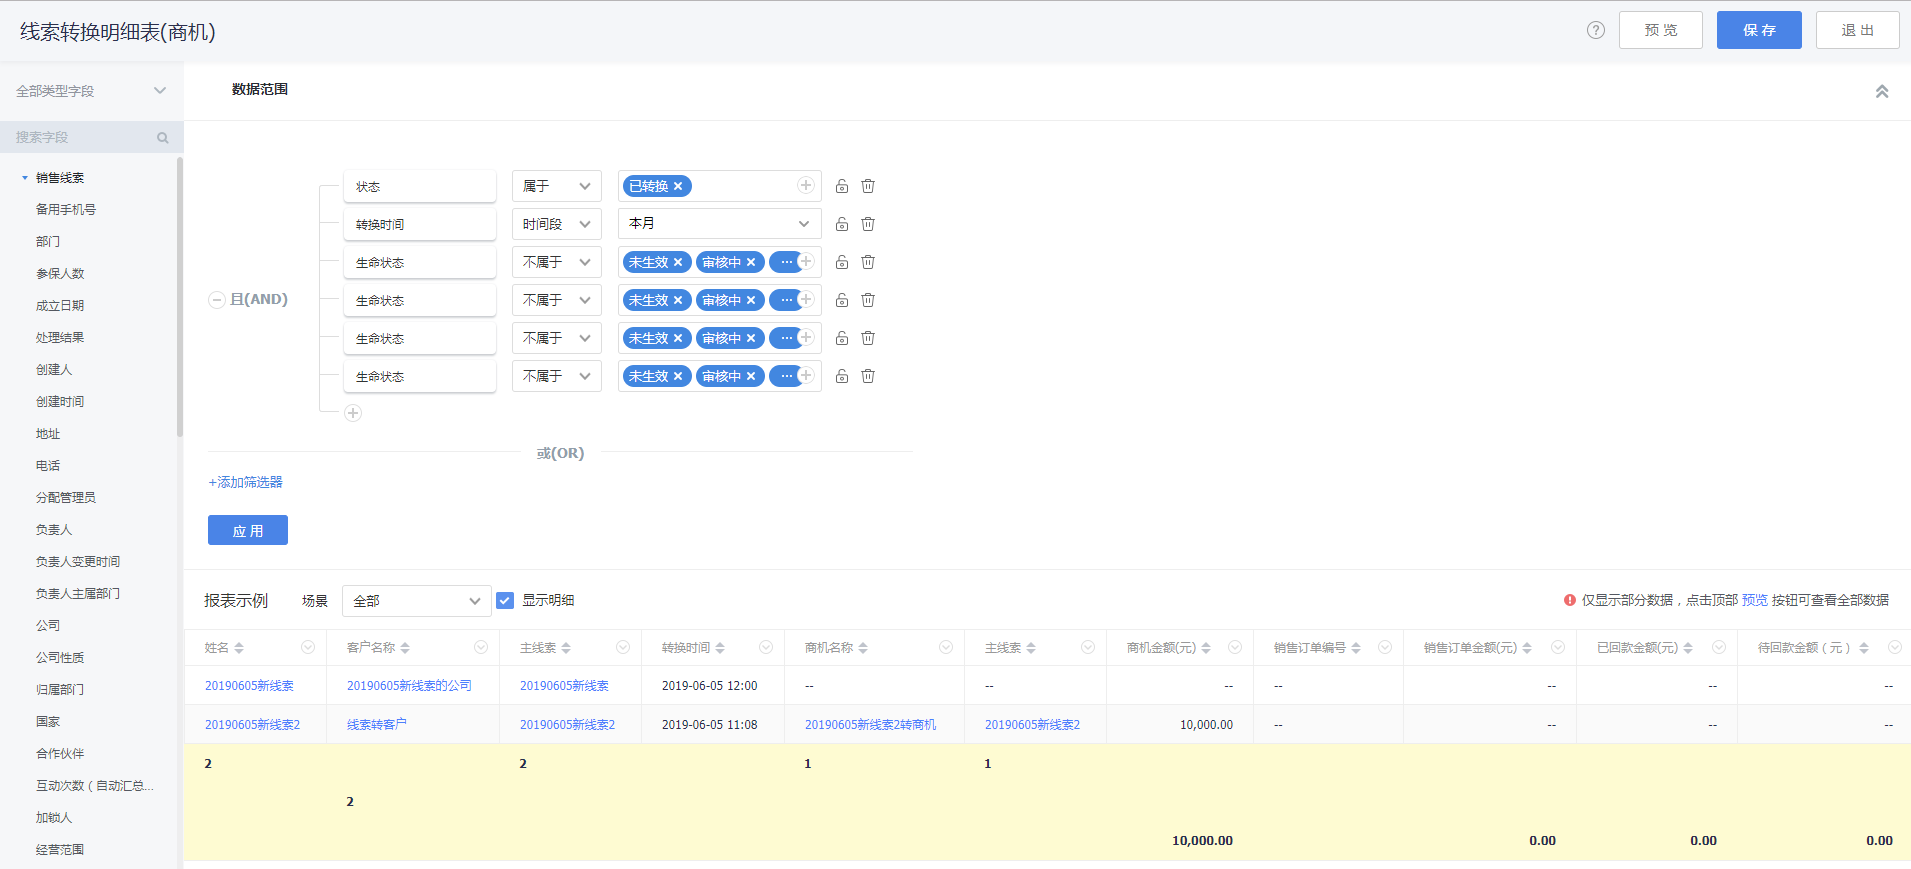 线索转换明细表(商机)
预 览
保 存
退 出
全部类型字段
搜索字段
销售线索
备用手机号
部门
参保人数
成立日期
处理结果
创建人
创建时间
地址
电话
分配管理员
负责人
负责人变更时间
负责人主属部门
公司
公司性质
归属部门
国家
合作伙伴
互动次数（自动汇总...
加锁人
经营范围
数据范围
且(AND)
状态 属于 已转换
转换时间 时间段 本月
生命状态 不属于 未生效 审核中 ...
生命状态 不属于 未生效 审核中 ...
生命状态 不属于 未生效 审核中 ...
生命状态 不属于 未生效 审核中 ...
或(OR)
+添加筛选器
应 用
报表示例 场景 全部 显示明细 仅显示部分数据，点击顶部 预览 按钮可查看全部数据
姓名 客户名称 主线索 转换时间 商机名称 主线索 商机金额(元) 销售订单编号 销售订单金额(元) 已回款金额(元) 待回款金额（元）
20190605新线索 20190605新线索的公司 20190605新线索 2019-06-05 12:00 -- -- -- -- -- -- --
20190605新线索2 线索转客户 20190605新线索2 2019-06-05 11:08 20190605新线索2转商机 20190605新线索2 10,000.00 -- -- -- --
2 2 1 1
2
10,000.00 0.00 0.00 0.00